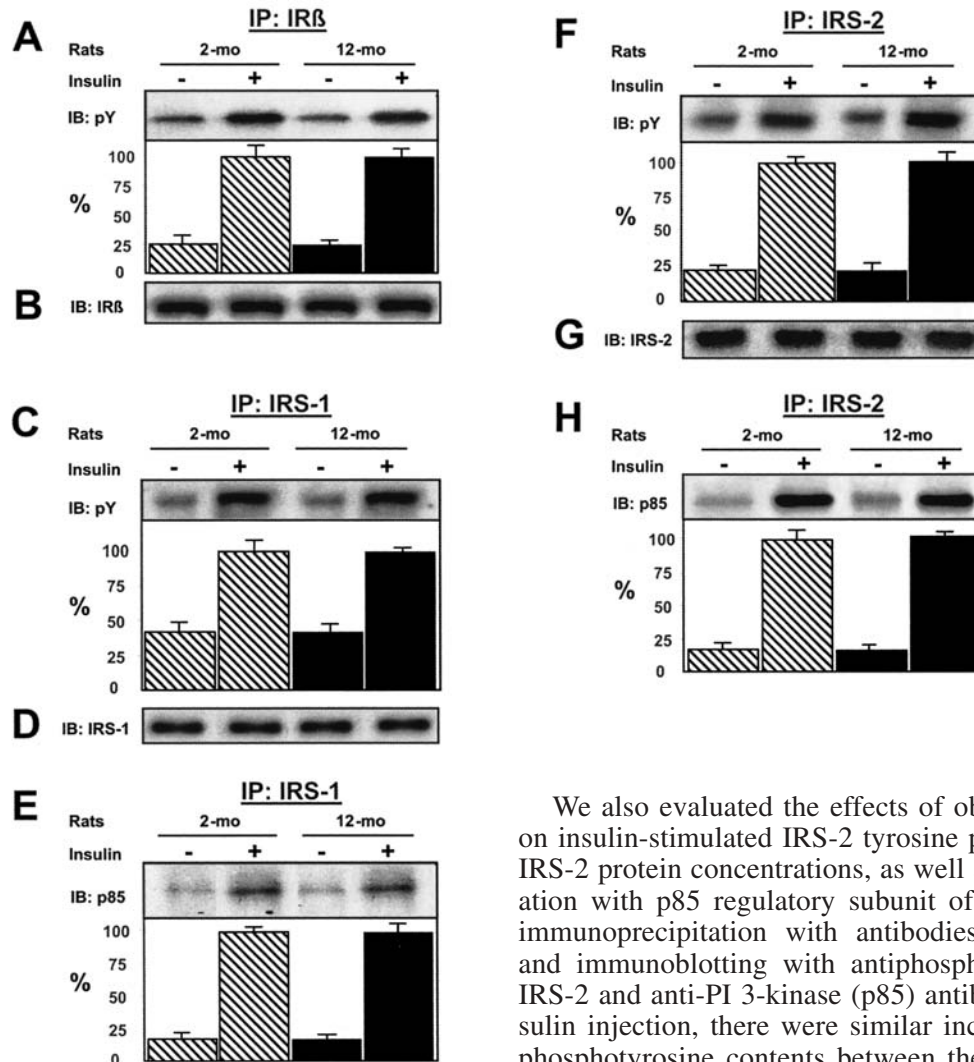 A
IP: IRß
Rats 2-mo 12-mo
Insulin - + - +
IB: pY
100
75
%
50
25
0
B IB: IRß
C
IP: IRS-1
Rats 2-mo 12-mo
Insulin - + - +
IB: pY
100
75
%
50
25
0
D IB: IRS-1
E
IP: IRS-1
Rats 2-mo 12-mo
Insulin - + - +
IB: p85
100
75
%
50
25
0
F
IP: IRS-2
Rats 2-mo 12-mo
Insulin - + - +
IB: pY
100
75
%
50
25
0
G IB: IRS-2
H
IP: IRS-2
Rats 2-mo 12-mo
Insulin - + - +
IB: p85
100
75
%
50
25
0
We also evaluated the effects of ob
on insulin-stimulated IRS-2 tyrosine p
IRS-2 protein concentrations, as well
ation with p85 regulatory subunit of
immunoprecipitation with antibodies
and immunoblotting with antiphosph
IRS-2 and anti-PI 3-kinase (p85) antib
sulin injection, there were similar inc
phosphotyrosine contents between the